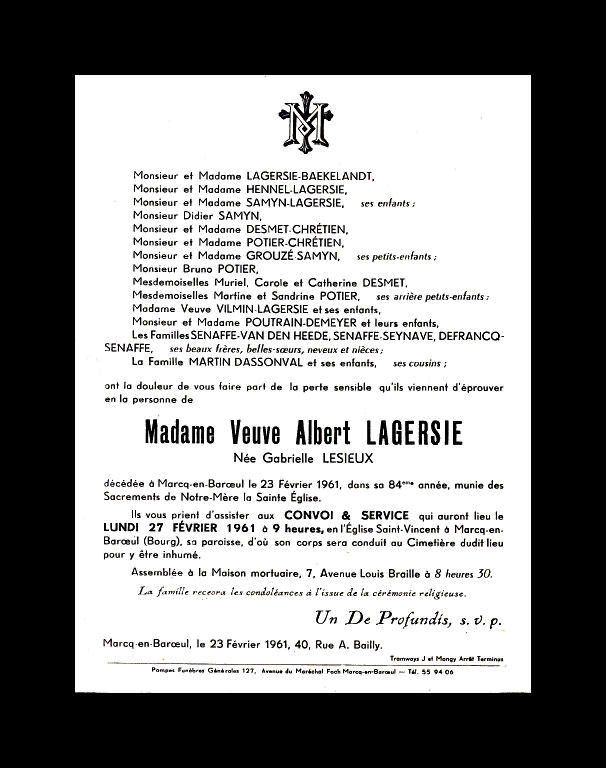 M
Monsieur et Madame LAGERSIE-BAEKELANDT,
Monsieur et Madame HENNEL-LAGERSIE,
Monsieur et Madame SAMYN-LAGERSIE, ses enfants ;
Monsieur Didier SAMYN,
Monsieur et Madame DESMET-CHRÉTIEN,
Monsieur et Madame POTIER-CHRÉTIEN,
Monsieur et Madame GROUZÉ-SAMYN, ses petits-enfants ;
Monsieur Bruno POTIER,
Mesdemoiselles Muriel, Carole et Catherine DESMET,
Mesdemoiselles Martine et Sandrine POTIER, ses arrière petits-enfants ;
Madame Veuve VILMIN-LAGERSIE et ses enfants,
Monsieur et Madame POUTRAIN-DEMEYER et leurs enfants,
Les Familles SENAFFE-VAN DEN HEEDE, SENAFFE-SEYNAVE, DEFRANCQ-
SENAFFE, ses beaux frères, belles-sœurs, neveux et nièces ;
La Famille MARTIN DASSONVAL et ses enfants, ses cousins ;
ont la douleur de vous faire part de la perte sensible qu'ils viennent d'éprouver
en la personne de
Madame Veuve Albert LAGERSIE
Née Gabrielle LESIEUX
décédée à Marcq-en-Barœul le 23 Février 1961, dans sa 84ème année, munie des
Sacrements de Notre-Mère la Sainte Église.
Ils vous prient d'assister aux CONVOI & SERVICE qui auront lieu le
LUNDI 27 FÉVRIER 1961 à 9 heures, en l'Église Saint-Vincent à Marcq-en-
Barœul (Bourg), sa paroisse, d'où son corps sera conduit au Cimetière dudit lieu
pour y être inhumé.
Assemblée à la Maison mortuaire, 7, Avenue Louis Braille à 8 heures 30.
La famille recevra les condoléances à l'issue de la cérémonie religieuse.
Un De Profundis, s. v. p.
Marcq-en-Barœul, le 23 Février 1961, 40, Rue A. Bailly.
Tramways J et Mongy Arrêt Terminus
Pompes Funèbres Générales 127, Avenue du Maréchal Foch Marcq-en-Barœul — Tél. 55 94 06